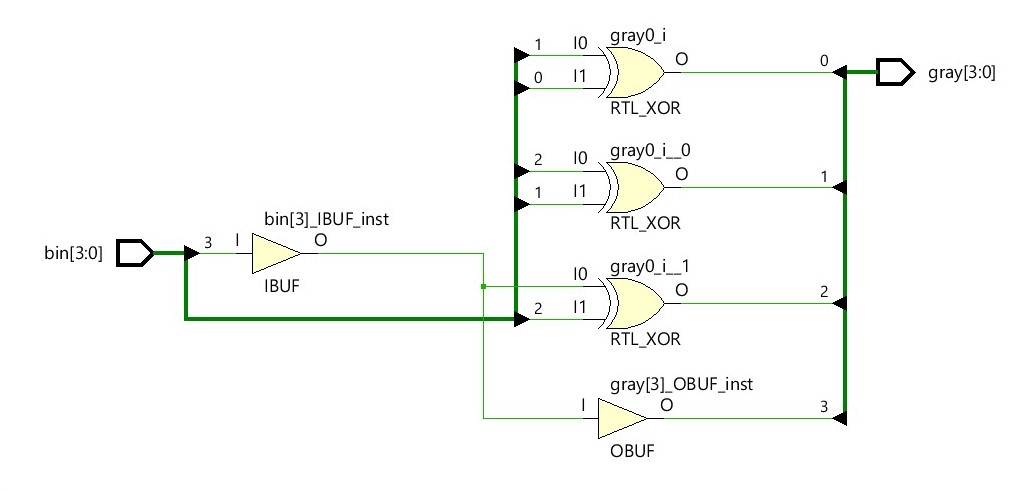 gray0_i
1 I0 O 0
0 I1
RTL_XOR
gray[3:0]
gray0_i__0
2 I0 O 1
1 I1
RTL_XOR
bin[3]_IBUF_inst
bin[3:0] 3 I O
IBUF
gray0_i__1
I0 O 2
2 I1
RTL_XOR
gray[3]_OBUF_inst
I O 3
OBUF